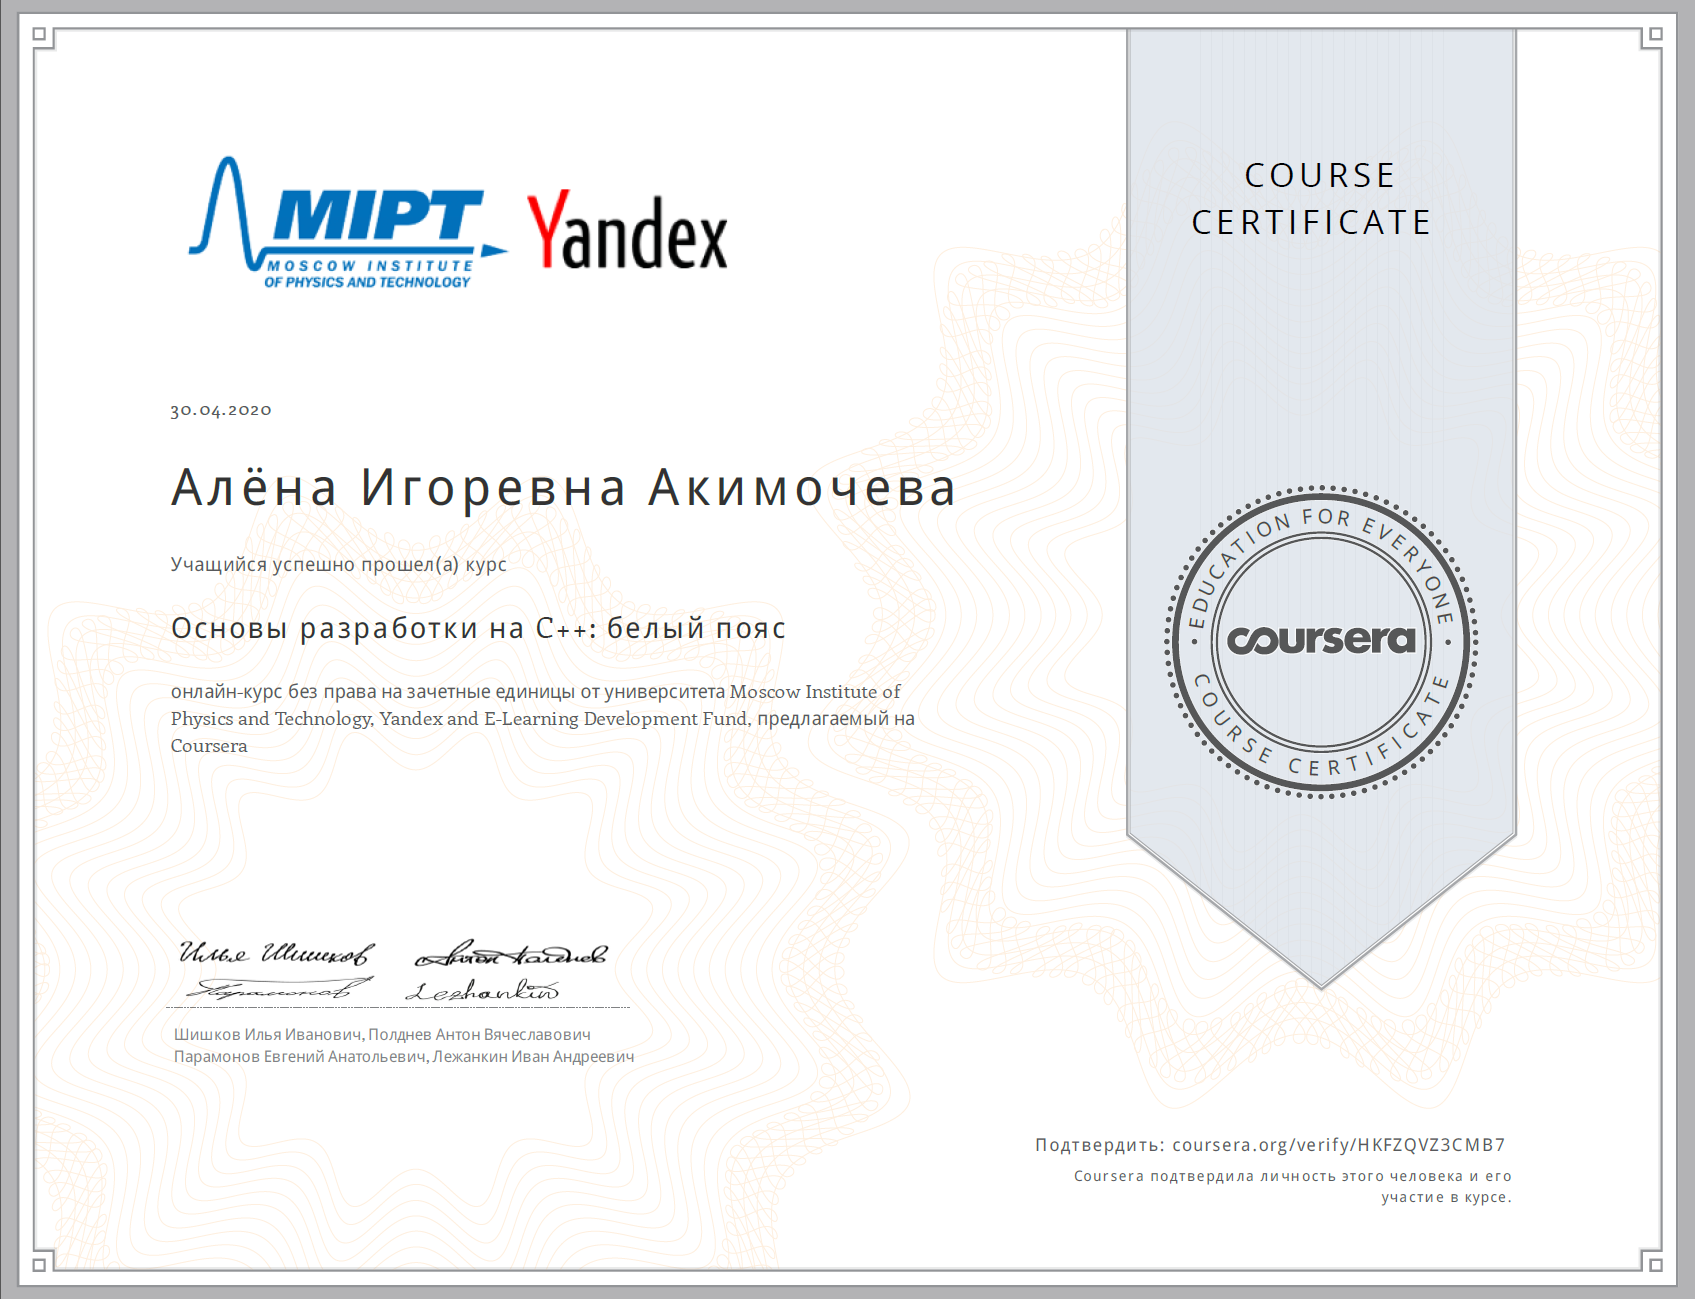 MIPT
MOSCOW INSTITUTE
OF PHYSICS AND TECHNOLOGY
Yandex
COURSE
CERTIFICATE
30.04.2020
Алёна Игоревна Акимочева
Учащийся успешно прошел(а) курс
Основы разработки на C++: белый пояс
онлайн-курс без права на зачетные единицы от университета Moscow Institute of
Physics and Technology, Yandex and E-Learning Development Fund, предлагаемый на
Coursera
EDUCATION FOR EVERYONE
coursera
COURSE CERTIFICATE
Илья Шишков
Lezhankin
Шишков Илья Иванович, Полднев Антон Вячеславович
Парамонов Евгений Анатольевич, Лежанкин Иван Андреевич
Подтвердить: coursera.org/verify/HKFZQVZ3CMB7
Coursera подтвердила личность этого человека и его
участие в курсе.